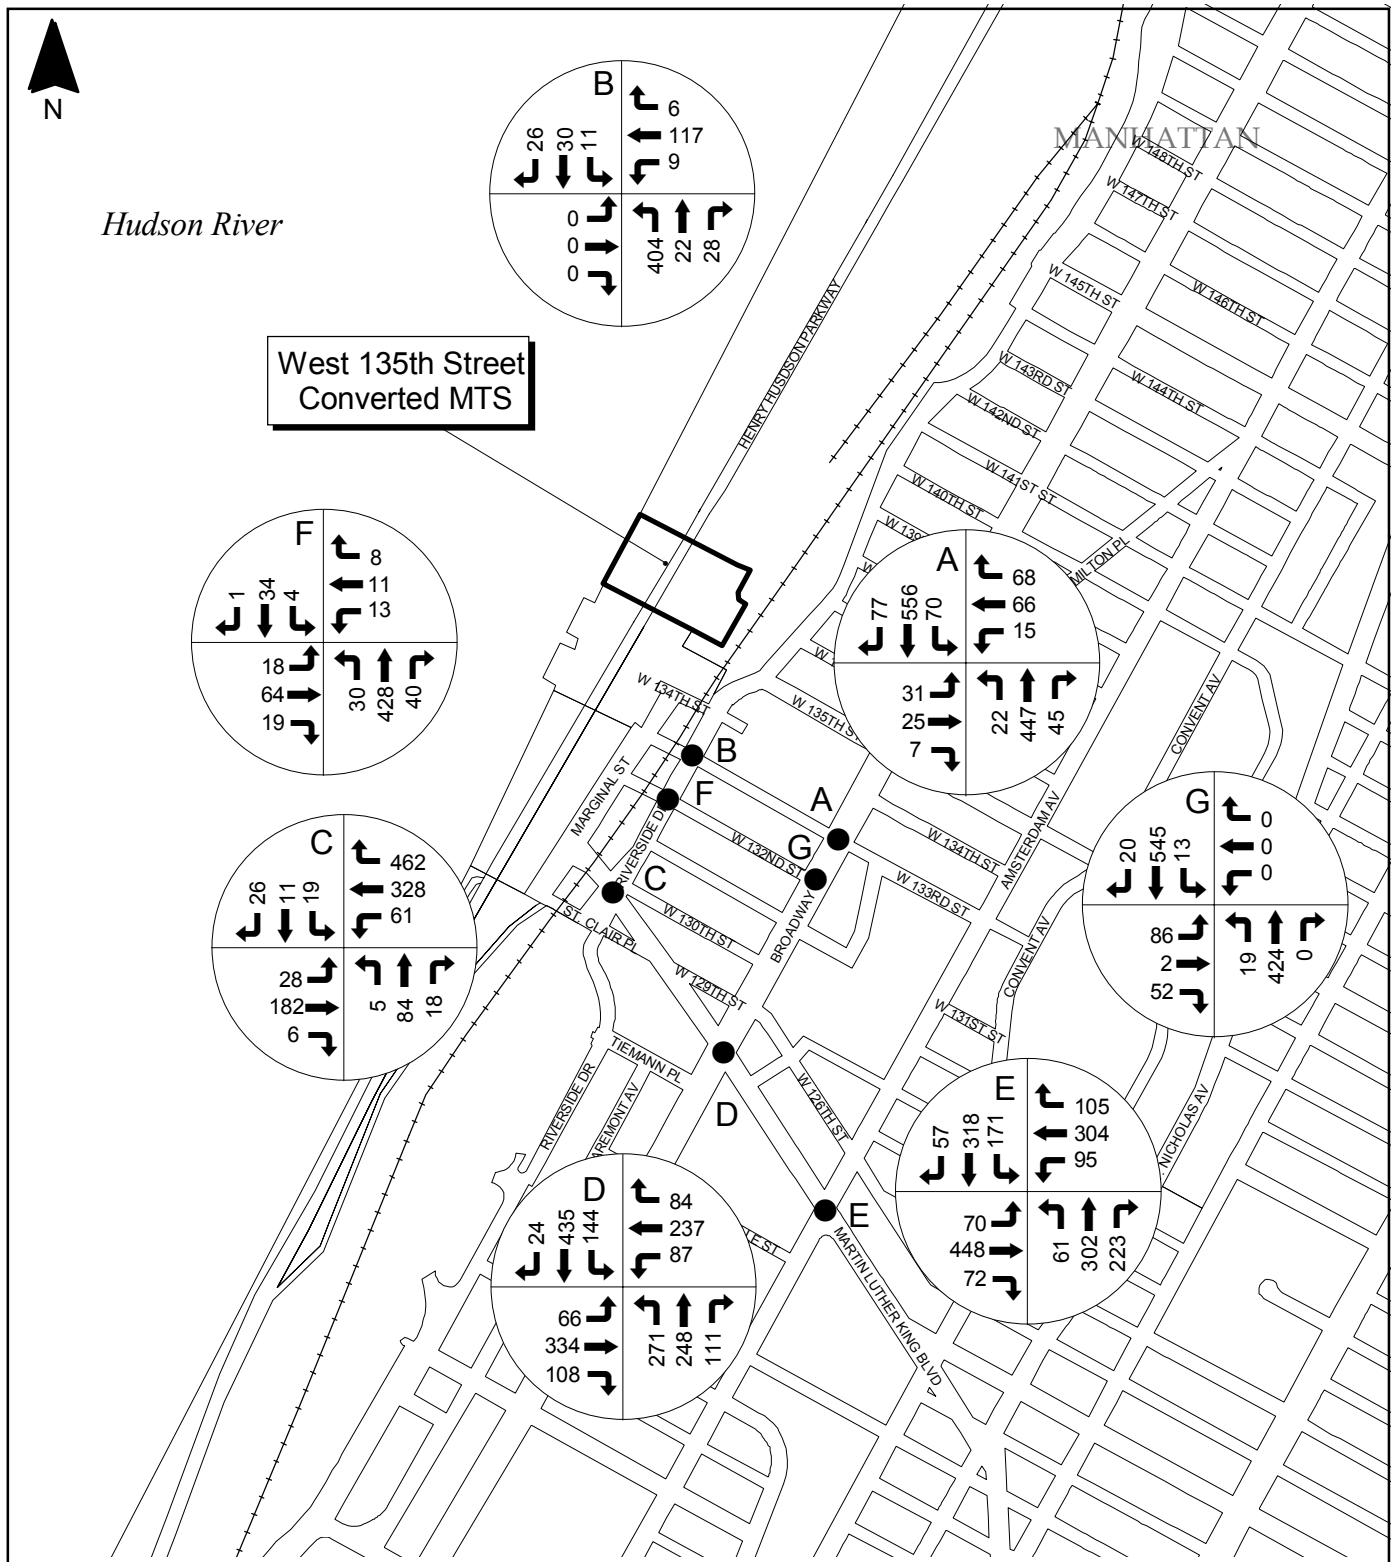 N
Hudson River
MANHATTAN
B
26 30 11
6
117
9
0
0
0
404 22 28
West 135th Street
Converted MTS
HENRY HUSDSON PARKWAY
W 148TH ST
W 147TH ST
W 145TH ST
W 146TH ST
W 143RD ST
W 144TH ST
W 142ND ST
W 141ST ST
W 140TH ST
W 139
MILTON PL
F
1 34 4
8
11
13
18
64
19
30 428 40
A
77 556 70
68
66
15
31
25
7
22 447 45
W
W
W 134TH ST
W 135TH ST
CONVENT AV
MARGINAL ST
B
F
A
G
C
RIVERSIDE D
W 132ND ST
W 134TH ST
W 133RD ST
AMSTERDAM AV
C
26 11 19
462
328
61
28
182
6
5 84 18
G
20 545 13
0
0
0
86
2
52
19 424 0
ST. CLAIR PL
W 130TH ST
BROADWAY
W 129TH ST
CONVENT AV
W 131ST ST
TIEMANN PL
RIVERSIDE DR
AREMONT AV
W 126TH ST
NICHOLAS AV
D
E
E
57 318 171
105
304
95
70
448
72
61 302 223
D
24 435 144
84
237
87
66
334
108
271 248 111
LE ST
MARTIN LUTHER KING BLVD